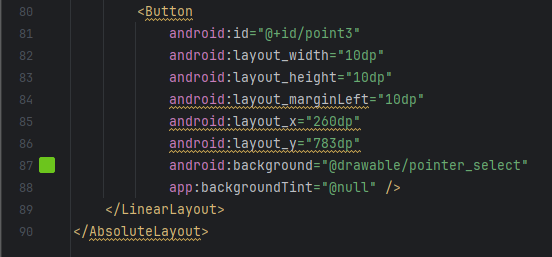 80 <Button
81 android:id="@+id/point3"
82 android:layout_width="10dp"
83 android:layout_height="10dp"
84 android:layout_marginLeft="10dp"
85 android:layout_x="260dp"
86 android:layout_y="783dp"
87 android:background="@drawable/pointer_select"
88 app:backgroundTint="@null" />
89 </LinearLayout>
90 </AbsoluteLayout>